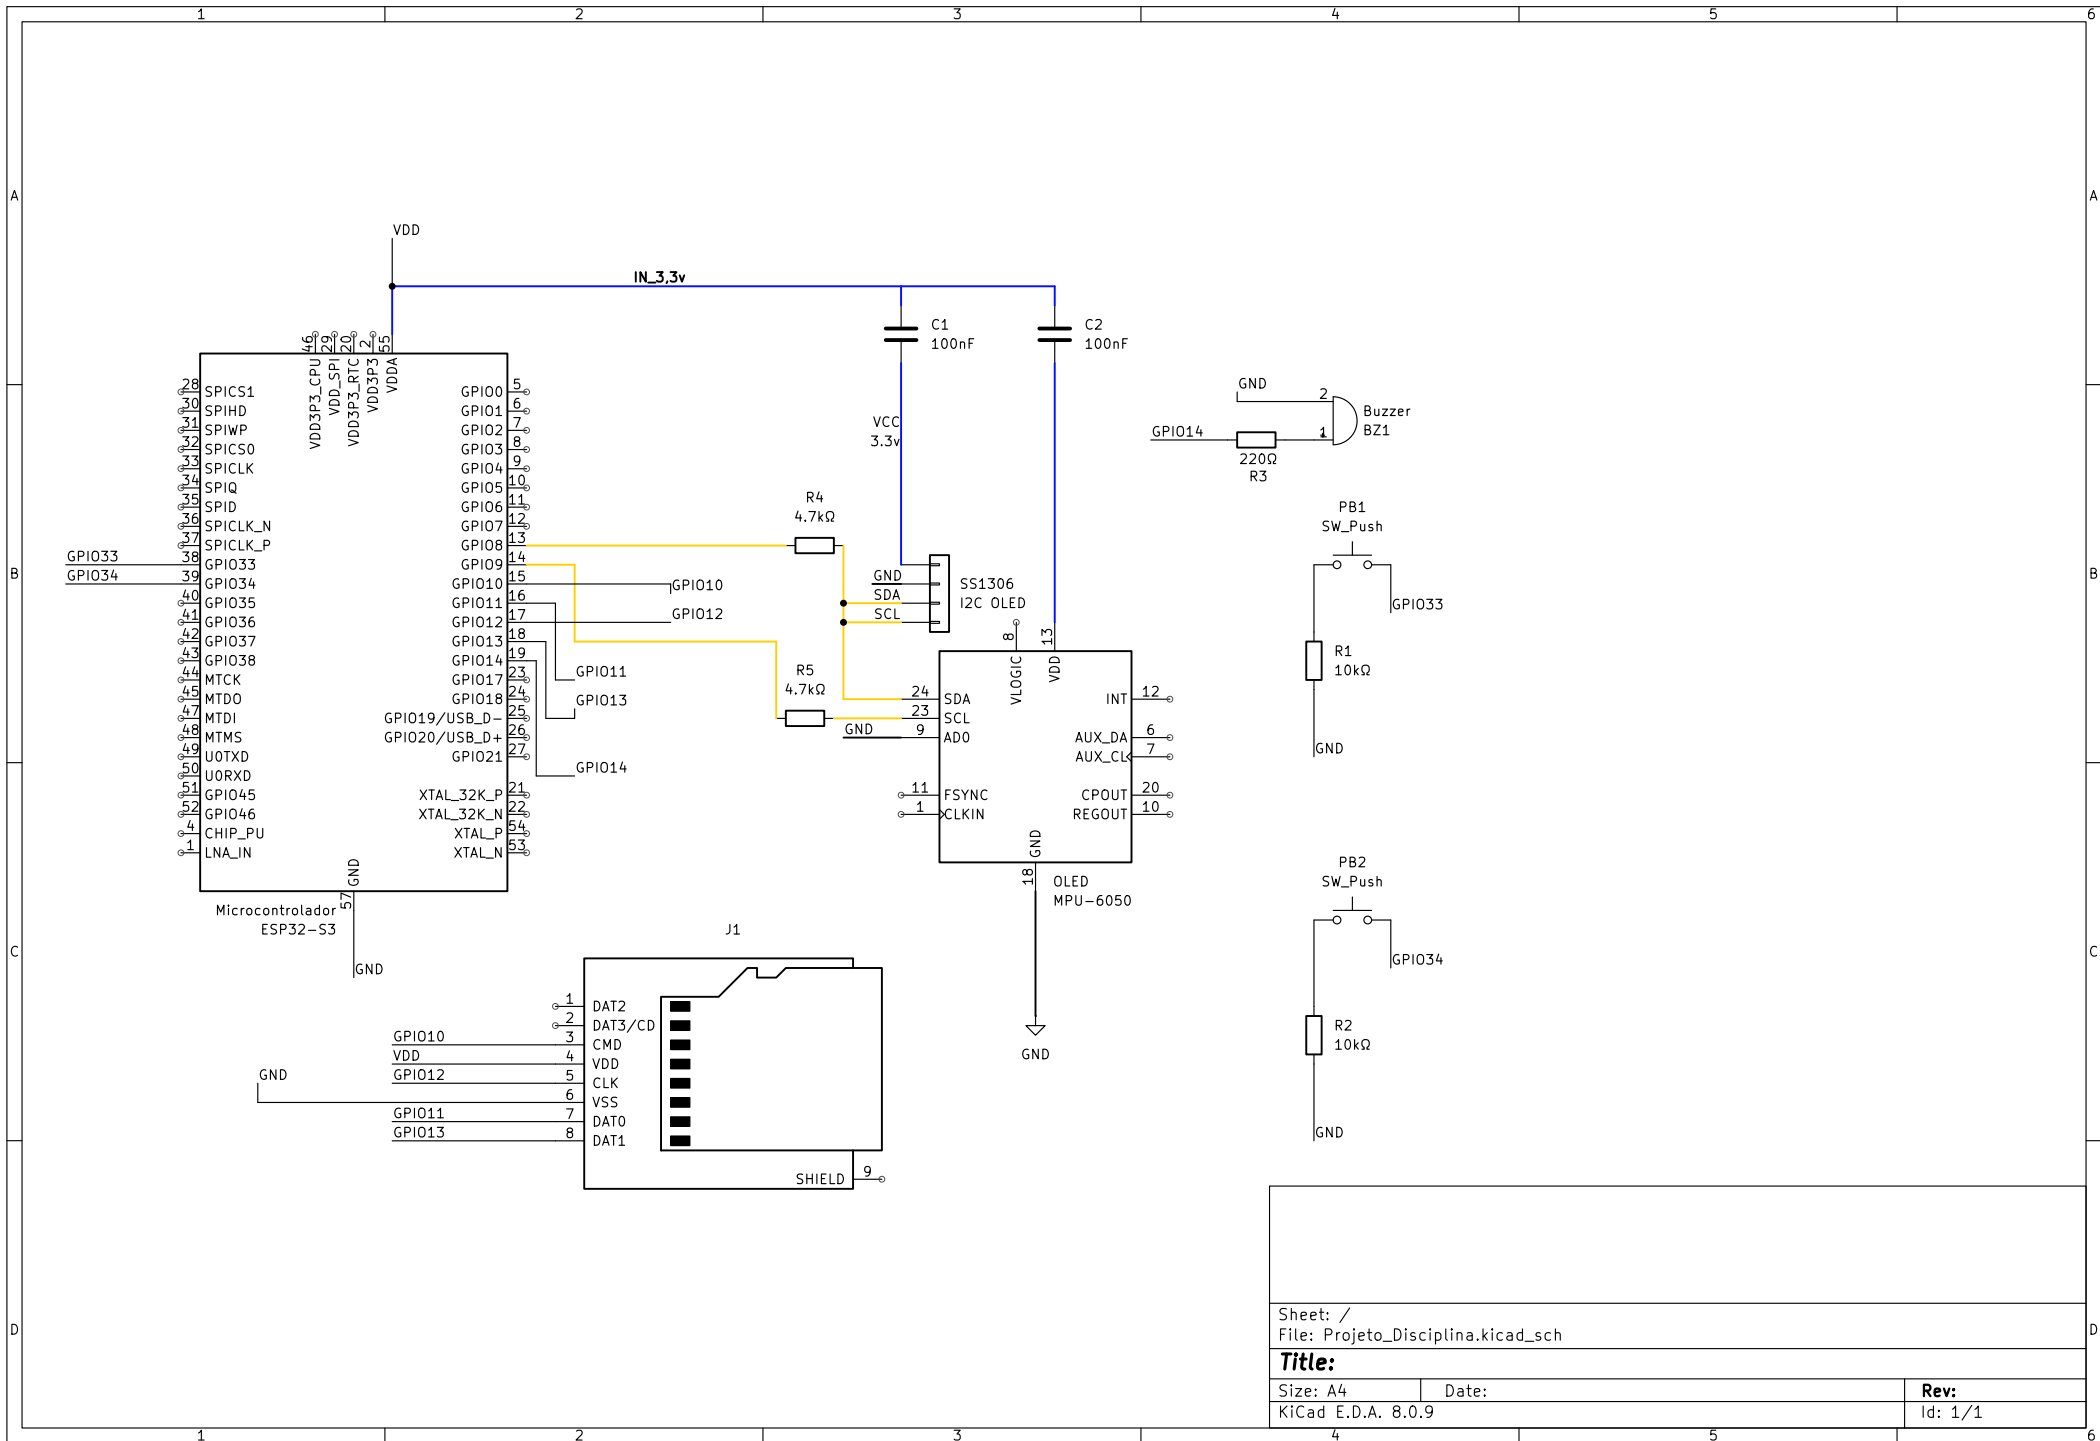 1 2 3 4 5 6
A A
B B
C C
D D
1 2 3 4 5 6
VDD
IN_3,3v
C1
100nF
C2
100nF
VCC
3.3v
46 29 20 2 55
VDD3P3_CPU
VDD_SPI
VDD3P3_RTC
VDD3P3
VDDA
28 SPICS1
30 SPIHD
31 SPIWP
32 SPICS0
33 SPICLK
34 SPIQ
35 SPID
36 SPICLK_N
37 SPICLK_P
GPIO33 38 GPIO33
GPIO34 39 GPIO34
40 GPIO35
41 GPIO36
42 GPIO37
43 GPIO38
44 MTCK
45 MTDO
47 MTDI
48 MTMS
49 U0TXD
50 U0RXD
51 GPIO45
52 GPIO46
4 CHIP_PU
1 LNA_IN
GPIO0 5
GPIO1 6
GPIO2 7
GPIO3 8
GPIO4 9
GPIO5 10
GPIO6 11
GPIO7 12
GPIO8 13
GPIO9 14
GPIO10 15 GPIO10
GPIO11 16
GPIO12 17 GPIO12
GPIO13 18
GPIO14 19
GPIO17 23
GPIO18 24
GPIO19/USB_D- 25
GPIO20/USB_D+ 26
GPIO21 27
XTAL_32K_P 21
XTAL_32K_N 22
XTAL_P 54
XTAL_N 53
GPIO11
GPIO13
GPIO14
GND
57
Microcontrolador
ESP32-S3
GND
R4
4.7kΩ
R5
4.7kΩ
GND
SDA
SCL
SS1306
I2C OLED
8
VLOGIC
13
VDD
24 SDA
23 SCL
GND 9 AD0
11 FSYNC
1 CLKIN
INT 12
AUX_DA 6
AUX_CL 7
CPOUT 20
REGOUT 10
GND
18
OLED
MPU-6050
GND
GND
2
Buzzer
BZ1
GPIO14
1
220Ω
R3
PB1
SW_Push
GPIO33
R1
10kΩ
GND
PB2
SW_Push
GPIO34
R2
10kΩ
GND
J1
1 DAT2
2 DAT3/CD
GPIO10 3 CMD
VDD 4 VDD
GPIO12 5 CLK
GND 6 VSS
GPIO11 7 DAT0
GPIO13 8 DAT1
SHIELD 9
Sheet: /
File: Projeto_Disciplina.kicad_sch
Title:
Size: A4 Date: Rev:
KiCad E.D.A. 8.0.9 Id: 1/1